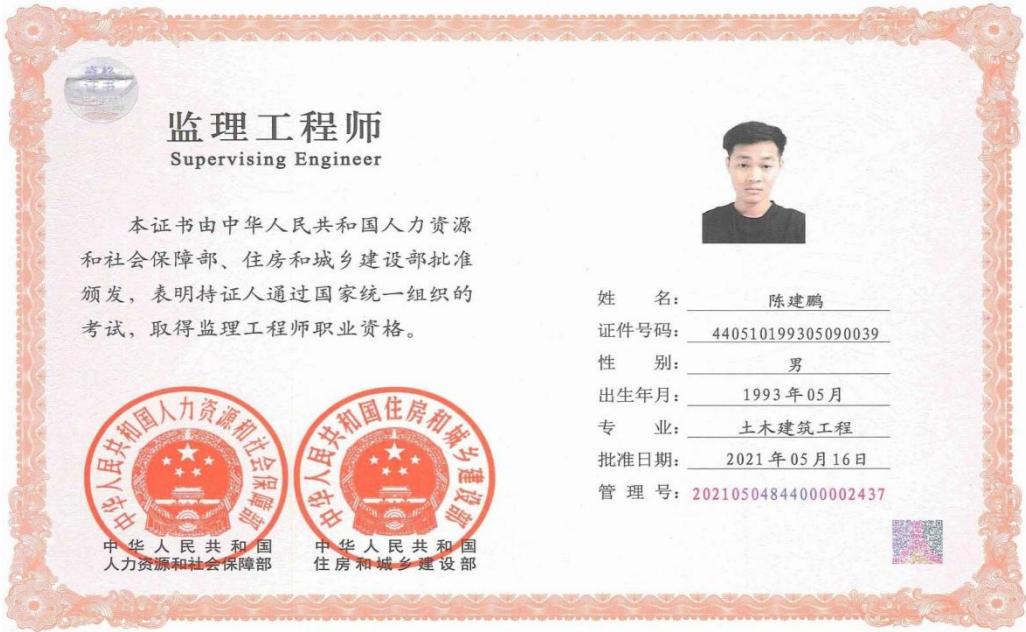 资格
证书
监理工程师
Supervising Engineer
本证书由中华人民共和国人力资源
和社会保障部、住房和城乡建设部批准
颁发，表明持证人通过国家统一组织的
考试，取得监理工程师职业资格。
中华人民共和国人力资源和社会保障部
中华人民共和国
人力资源和社会保障部
中华人民共和国住房和城乡建设部
中华人民共和国
住房和城乡建设部
姓 名：陈建鹏
证件号码：440510199305090039
性 别：男
出生年月：1993年05月
专 业：土木建筑工程
批准日期：2021年05月16日
管 理 号：20210504844000002437